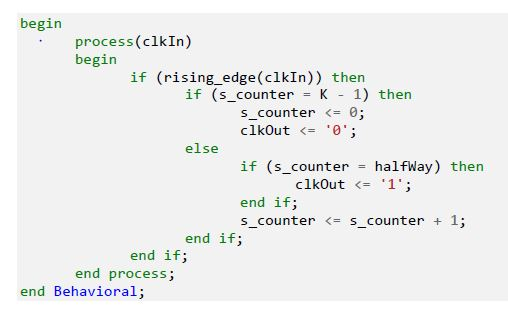 begin
process(clkIn)
begin
if (rising_edge(clkIn)) then
if (s_counter = K - 1) then
s_counter <= 0;
clkOut <= '0';
else
if (s_counter = halfWay) then
clkOut <= '1';
end if;
s_counter <= s_counter + 1;
end if;
end if;
end process;
end Behavioral;